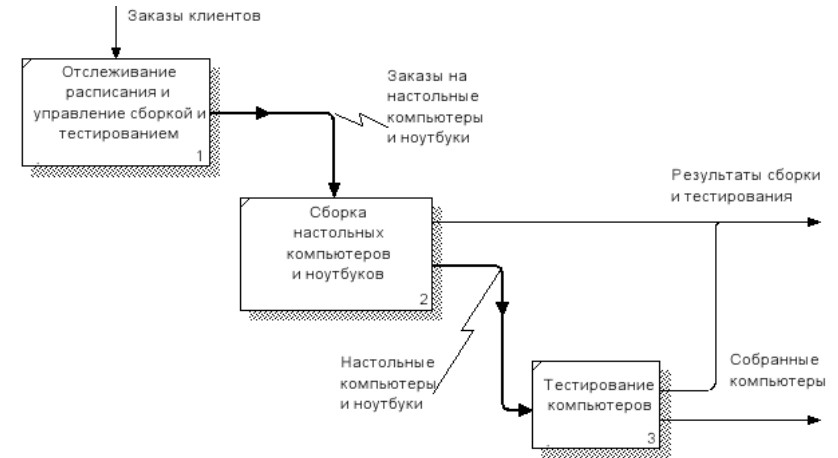 Заказы клиентов
Отслеживание
расписания и
управление сборкой и
тестированием
1
Заказы на
настольные
компьютеры
и ноутбуки
Результаты сборки
и тестирования
Сборка
настольных
компьютеров
и ноутбуков
2
Настольные
компьютеры
и ноутбуки
Тестирование
компьютеров
3
Собранные
компьютеры